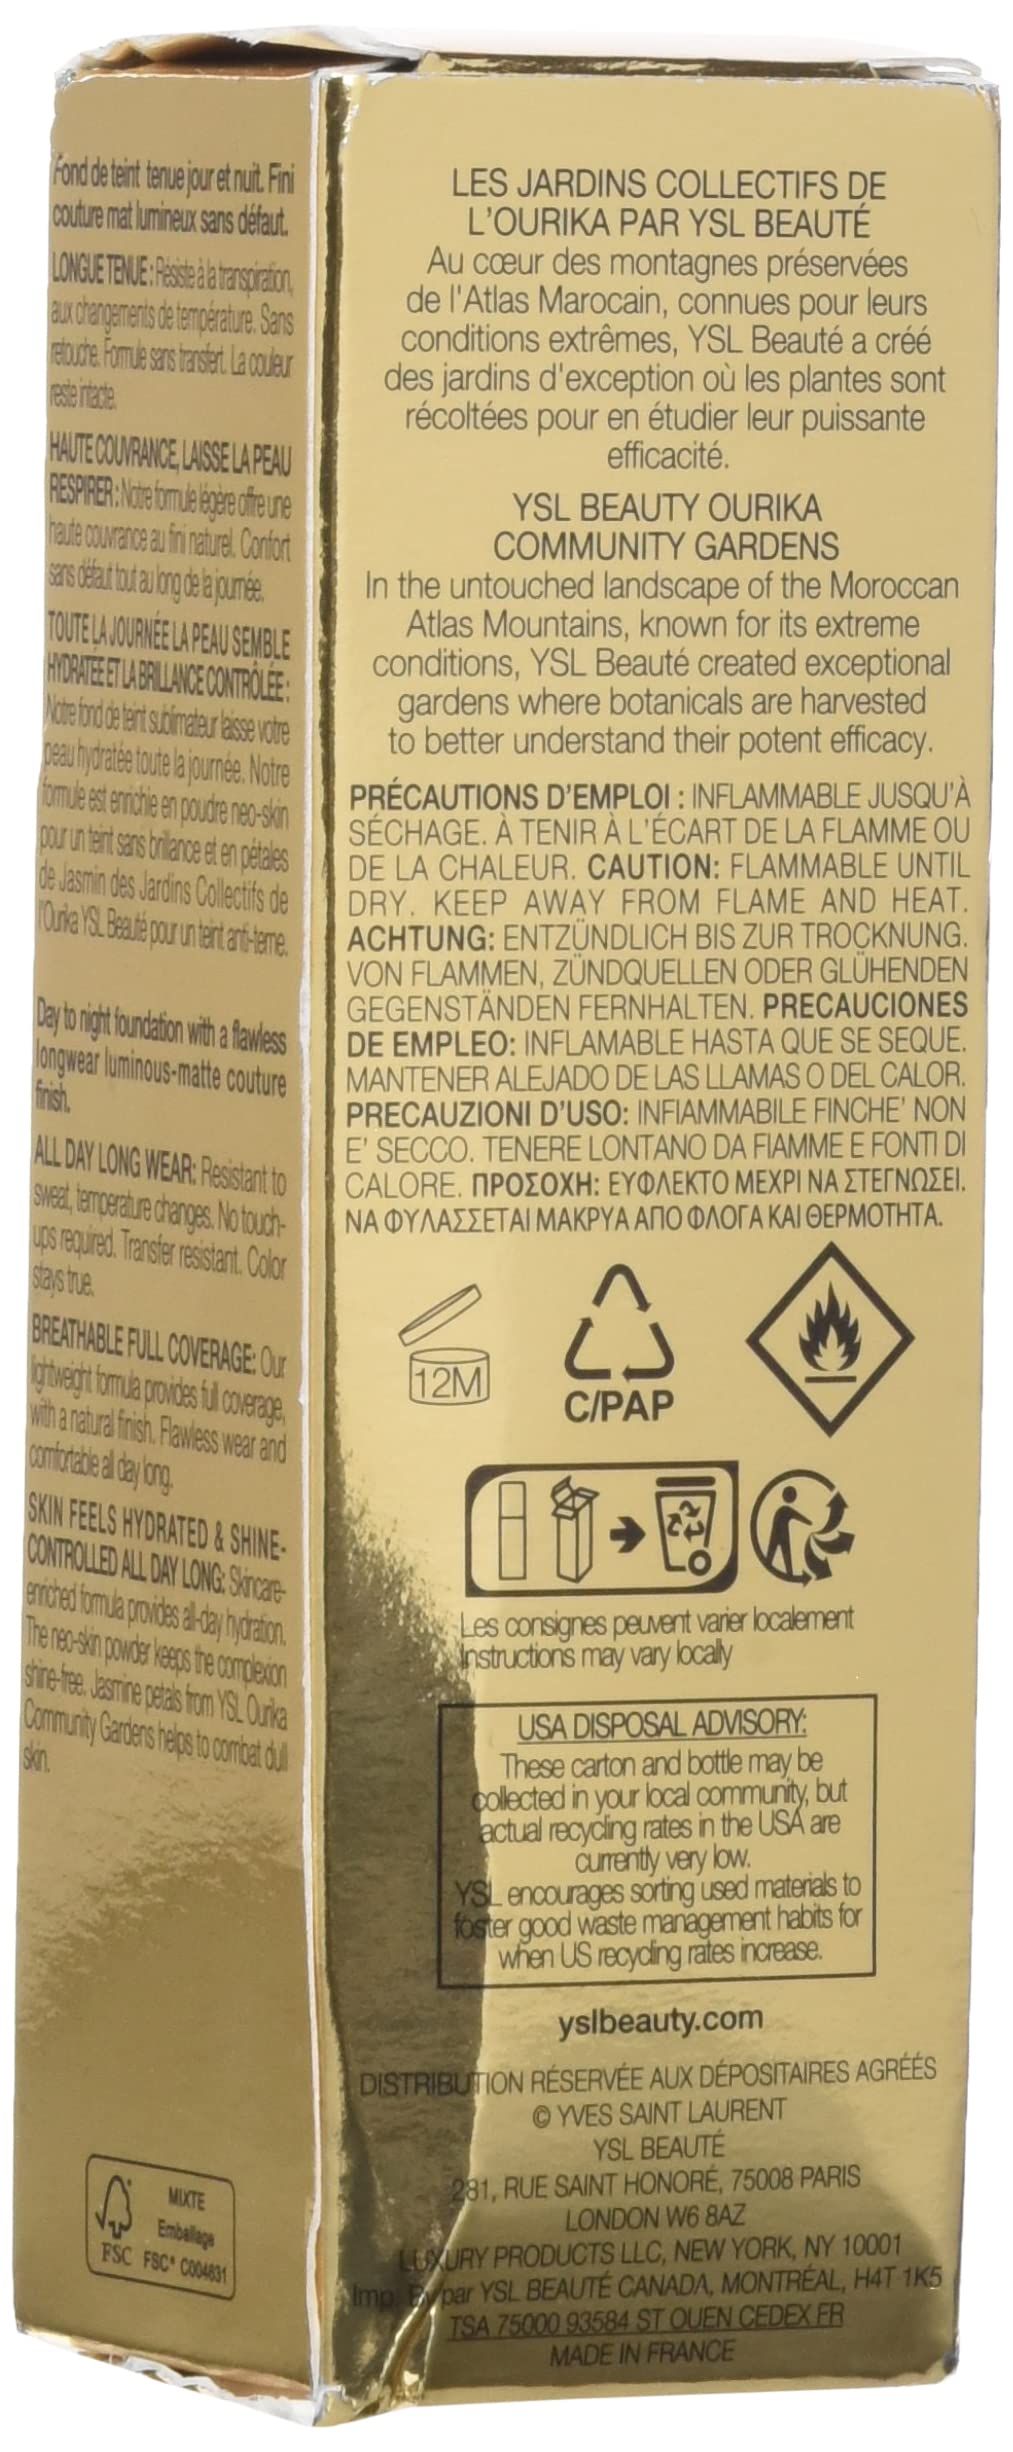 Fond de teint tenue jour et nuit. Fini
couture mat lumineux sans défaut.
LONGUE TENUE : Résiste à la transpiration,
aux changements de température. Sans
retouche. Formule sans transfert. La couleur
reste intacte.
HAUTE COUVRANCE, LAISSE LA PEAU
RESPIRER : Notre formule légère offre une
haute couvrance au fini naturel. Confort
sans défaut tout au long de la journée.
TOUTE LA JOURNÉE LA PEAU SEMBLE
HYDRATÉE ET LA BRILLANCE CONTRÔLÉE :
Notre fond de teint sublimateur laisse votre
peau hydratée toute la journée. Notre
formule est enrichie en poudre neo-skin
pour un teint sans brillance et en pétales
de Jasmin des Jardins Collectifs de
l'Ourika YSL Beauté pour un teint anti-terne.
Day to night foundation with a flawless
longwear luminous-matte couture
finish.
ALL DAY LONG WEAR: Resistant to
sweat, temperature changes. No touch-
ups required. Transfer resistant. Color
stays true.
BREATHABLE FULL COVERAGE: Our
lightweight formula provides full coverage,
with a natural finish. Flawless wear and
comfortable all day long.
SKIN FEELS HYDRATED & SHINE-
CONTROLLED ALL DAY LONG: Skincare-
enriched formula provides all-day hydration.
The neo-skin powder keeps the complexion
shine-free. Jasmine petals from YSL Ourika
Community Gardens helps to combat dull
skin.
MIXTE
Emballage
FSC FSC® C004631
LES JARDINS COLLECTIFS DE
L'OURIKA PAR YSL BEAUTÉ
Au cœur des montagnes préservées
de l'Atlas Marocain, connues pour leurs
conditions extrêmes, YSL Beauté a créé
des jardins d'exception où les plantes sont
récoltées pour en étudier leur puissante
efficacité.
YSL BEAUTY OURIKA
COMMUNITY GARDENS
In the untouched landscape of the Moroccan
Atlas Mountains, known for its extreme
conditions, YSL Beauté created exceptional
gardens where botanicals are harvested
to better understand their potent efficacy.
PRÉCAUTIONS D'EMPLOI : INFLAMMABLE JUSQU'À
SÉCHAGE. À TENIR À L'ÉCART DE LA FLAMME OU
DE LA CHALEUR. CAUTION: FLAMMABLE UNTIL
DRY. KEEP AWAY FROM FLAME AND HEAT.
ACHTUNG: ENTZÜNDLICH BIS ZUR TROCKNUNG.
VON FLAMMEN, ZÜNDQUELLEN ODER GLÜHENDEN
GEGENSTÄNDEN FERNHALTEN. PRECAUCIONES
DE EMPLEO: INFLAMABLE HASTA QUE SE SEQUE.
MANTENER ALEJADO DE LAS LLAMAS O DEL CALOR.
PRECAUZIONI D'USO: INFIAMMABILE FINCHE' NON
E' SECCO. TENERE LONTANO DA FIAMME E FONTI DI
CALORE. ΠΡΟΣΟΧΗ: ΕΥΦΛΕΚΤΟ ΜΕΧΡΙ ΝΑ ΣΤΕΓΝΩΣΕΙ.
ΝΑ ΦΥΛΑΣΣΕΤΑΙ ΜΑΚΡΥΑ ΑΠΟ ΦΛΟΓΑ ΚΑΙ ΘΕΡΜΟΤΗΤΑ.
12M
C/PAP
Les consignes peuvent varier localement
Instructions may vary locally
USA DISPOSAL ADVISORY:
These carton and bottle may be
collected in your local community, but
actual recycling rates in the USA are
currently very low.
YSL encourages sorting used materials to
foster good waste management habits for
when US recycling rates increase.
yslbeauty.com
DISTRIBUTION RÉSERVÉE AUX DÉPOSITAIRES AGRÉÉS
© YVES SAINT LAURENT
YSL BEAUTÉ
281, RUE SAINT HONORÉ, 75008 PARIS
LONDON W6 8AZ
LUXURY PRODUCTS LLC, NEW YORK, NY 10001
Imp. By/par YSL BEAUTÉ CANADA, MONTRÉAL, H4T 1K5
TSA 75000 93584 ST OUEN CEDEX FR
MADE IN FRANCE